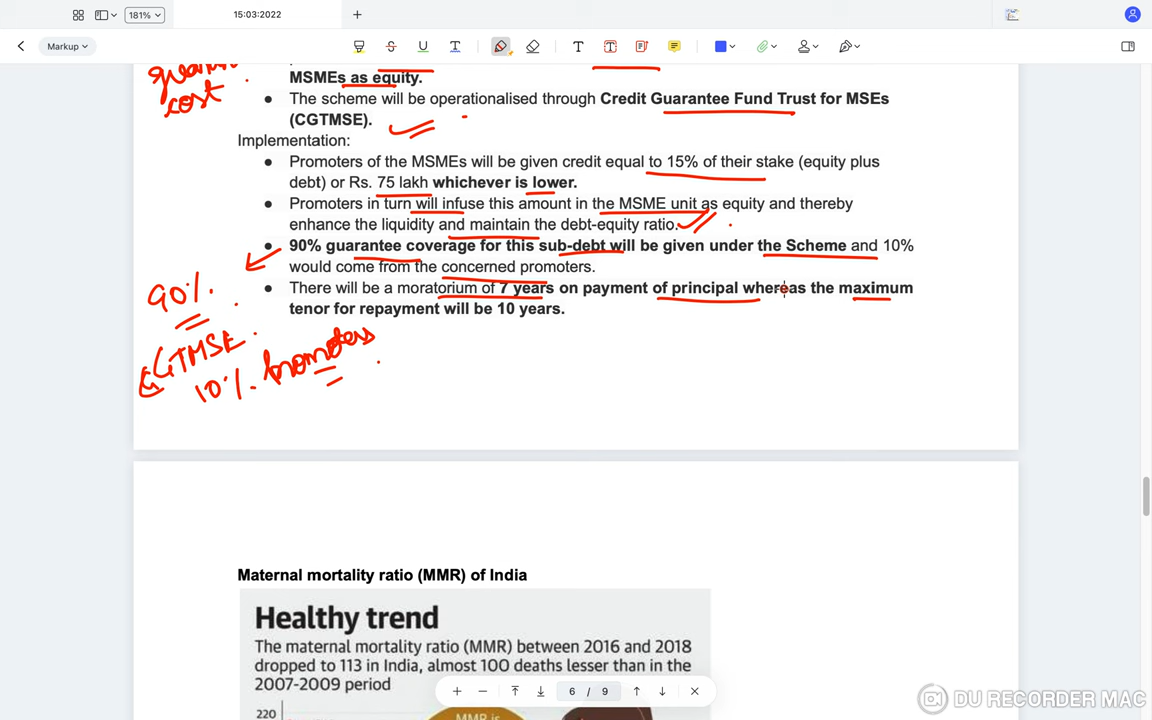 181%
15:03:2022
Markup
guarantee
cost
MSMEs as equity.
● The scheme will be operationalised through Credit Guarantee Fund Trust for MSEs
(CGTMSE).
Implementation:
● Promoters of the MSMEs will be given credit equal to 15% of their stake (equity plus
debt) or Rs. 75 lakh whichever is lower.
● Promoters in turn will infuse this amount in the MSME unit as equity and thereby
enhance the liquidity and maintain the debt-equity ratio.
● 90% guarantee coverage for this sub-debt will be given under the Scheme and 10%
would come from the concerned promoters.
● There will be a moratorium of 7 years on payment of principal whereas the maximum
tenor for repayment will be 10 years.
90%
CGTMSE
10% promoters
Maternal mortality ratio (MMR) of India
Healthy trend
The maternal mortality ratio (MMR) between 2016 and 2018
dropped to 113 in India, almost 100 deaths lesser than in the
2007-2009 period
220
MMR is
6 / 9
DU RECORDER MAC